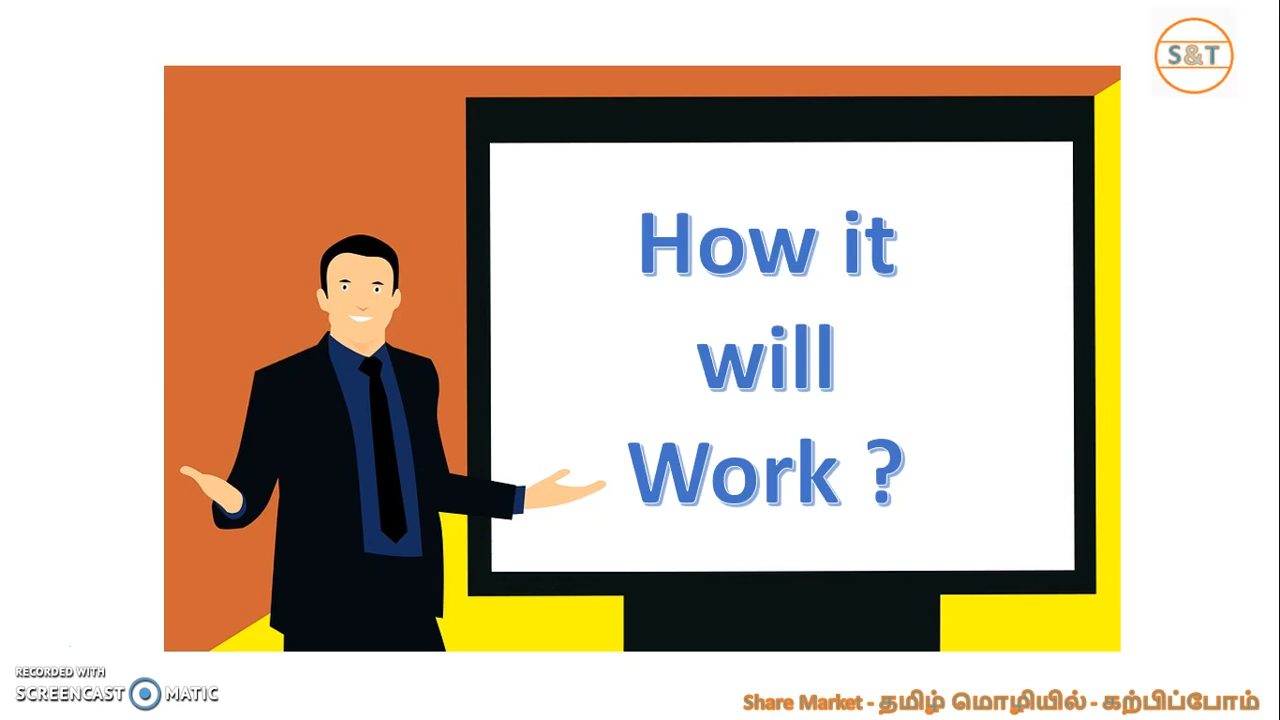 S&T
How it
will
Work ?
RECORDED WITH
SCREENCAST MATIC
Share Market - தமிழ் மொழியில் - கற்பிப்போம்